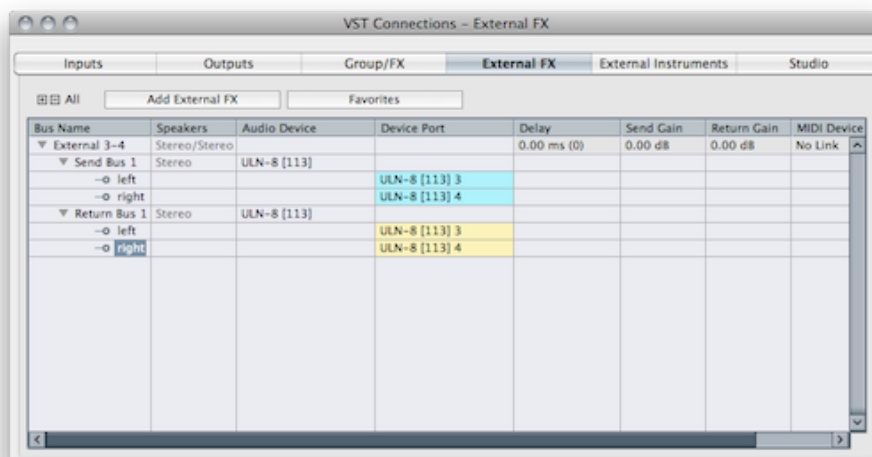 VST Connections - External FX
Inputs Outputs Group/FX External FX External Instruments Studio
All Add External FX Favorites
Bus Name Speakers Audio Device Device Port Delay Send Gain Return Gain MIDI Device
External 3-4 Stereo/Stereo 0.00 ms (0) 0.00 dB 0.00 dB No Link
Send Bus 1 Stereo ULN-8 [113]
left ULN-8 [113] 3
right ULN-8 [113] 4
Return Bus 1 Stereo ULN-8 [113]
left ULN-8 [113] 3
right ULN-8 [113] 4